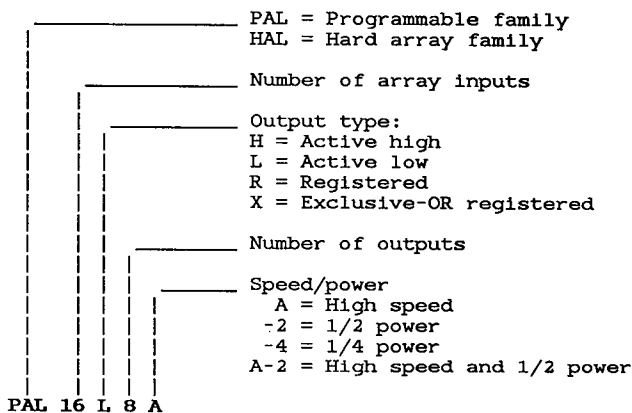 PAL = Programmable family
HAL = Hard array family
Number of array inputs
Output type:
H = Active high
L = Active low
R = Registered
X = Exclusive-OR registered
Number of outputs
Speed/power
A = High speed
-2 = 1/2 power
-4 = 1/4 power
A-2 = High speed and 1/2 power
PAL 16 L 8 A